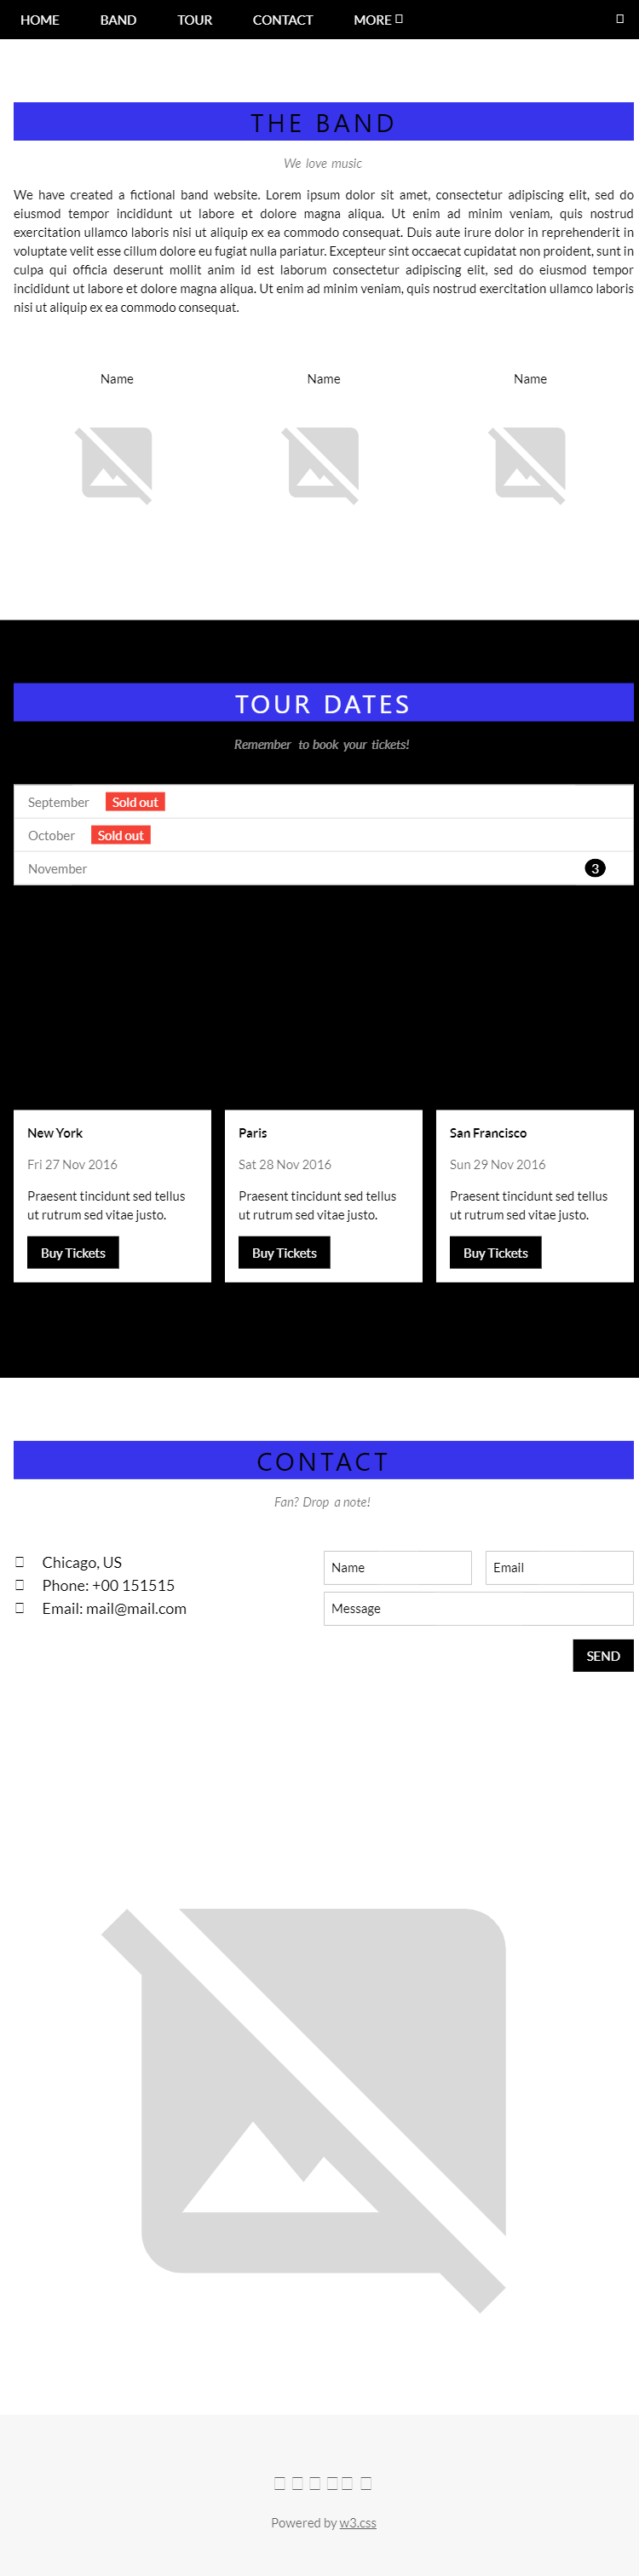 HOME BAND TOUR CONTACT MORE
THE BAND
We love music
We have created a fictional band website. Lorem ipsum dolor sit amet, consectetur adipiscing elit, sed do
eiusmod tempor incididunt ut labore et dolore magna aliqua. Ut enim ad minim veniam, quis nostrud
exercitation ullamco laboris nisi ut aliquip ex ea commodo consequat. Duis aute irure dolor in reprehenderit in
voluptate velit esse cillum dolore eu fugiat nulla pariatur. Excepteur sint occaecat cupidatat non proident, sunt in
culpa qui officia deserunt mollit anim id est laborum consectetur adipiscing elit, sed do eiusmod tempor
incididunt ut labore et dolore magna aliqua. Ut enim ad minim veniam, quis nostrud exercitation ullamco laboris
nisi ut aliquip ex ea commodo consequat.
Name Name Name
TOUR DATES
Remember to book your tickets!
September Sold out
October Sold out
November 3
New York
Fri 27 Nov 2016
Praesent tincidunt sed tellus
ut rutrum sed vitae justo.
Buy Tickets
Paris
Sat 28 Nov 2016
Praesent tincidunt sed tellus
ut rutrum sed vitae justo.
Buy Tickets
San Francisco
Sun 29 Nov 2016
Praesent tincidunt sed tellus
ut rutrum sed vitae justo.
Buy Tickets
CONTACT
Fan? Drop a note!
Chicago, US
Phone: +00 151515
Email: mail@mail.com
Name Email
Message
SEND
Powered by w3.css